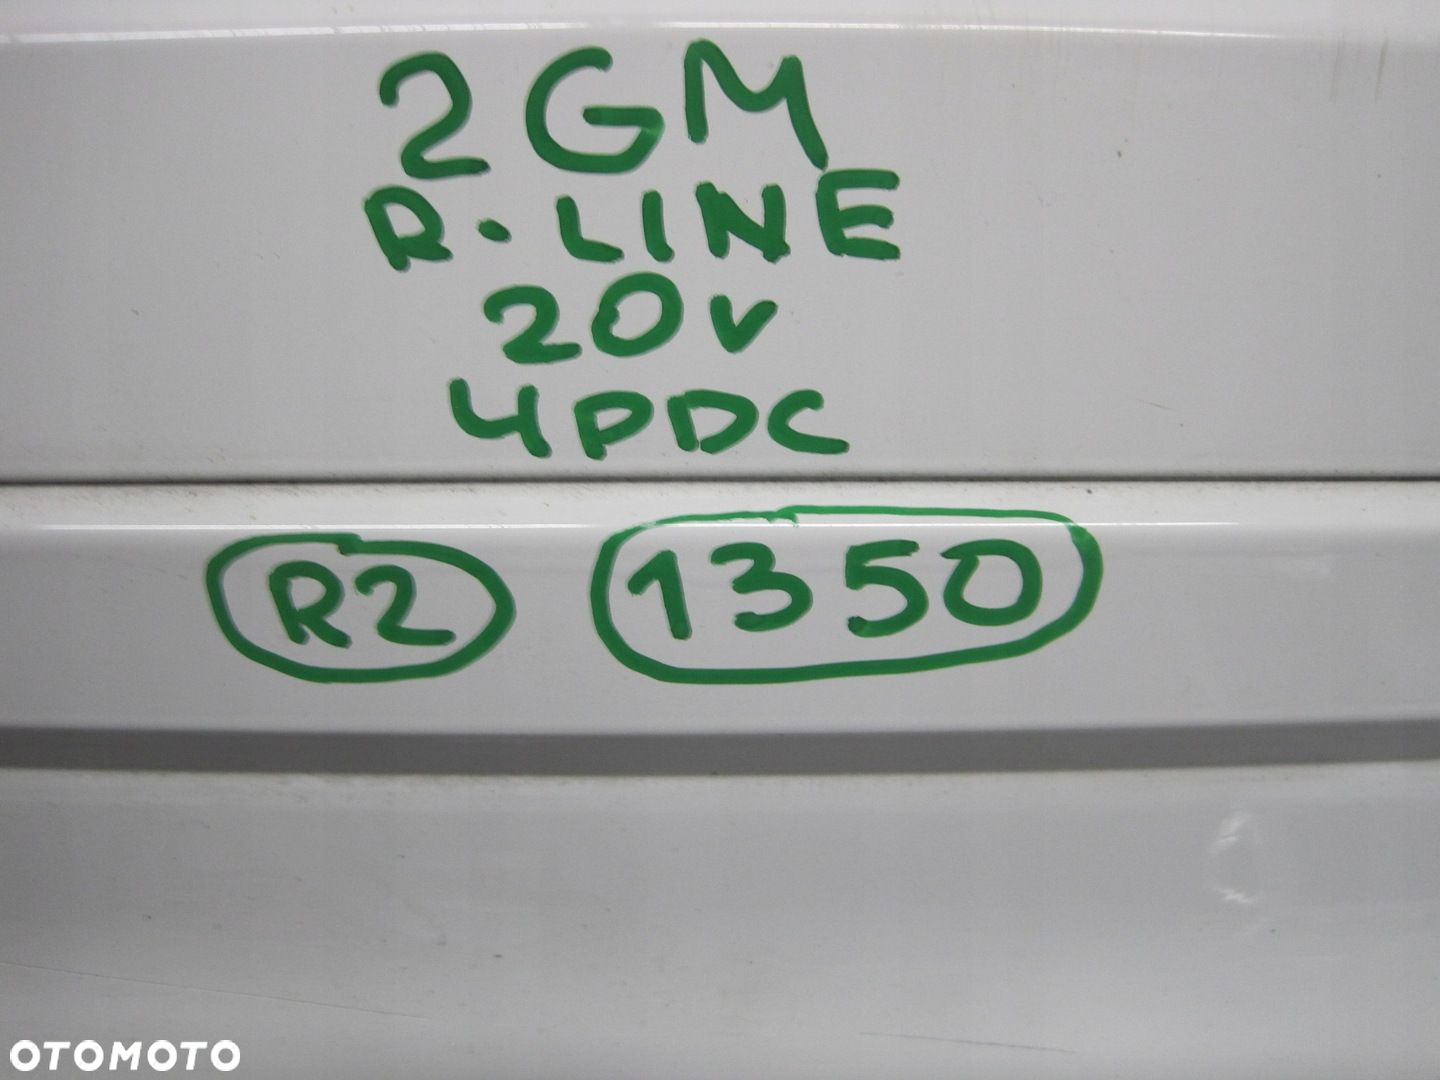 2GM
R-LINE
20v
4PDC
R2 1350
OTOMOTO